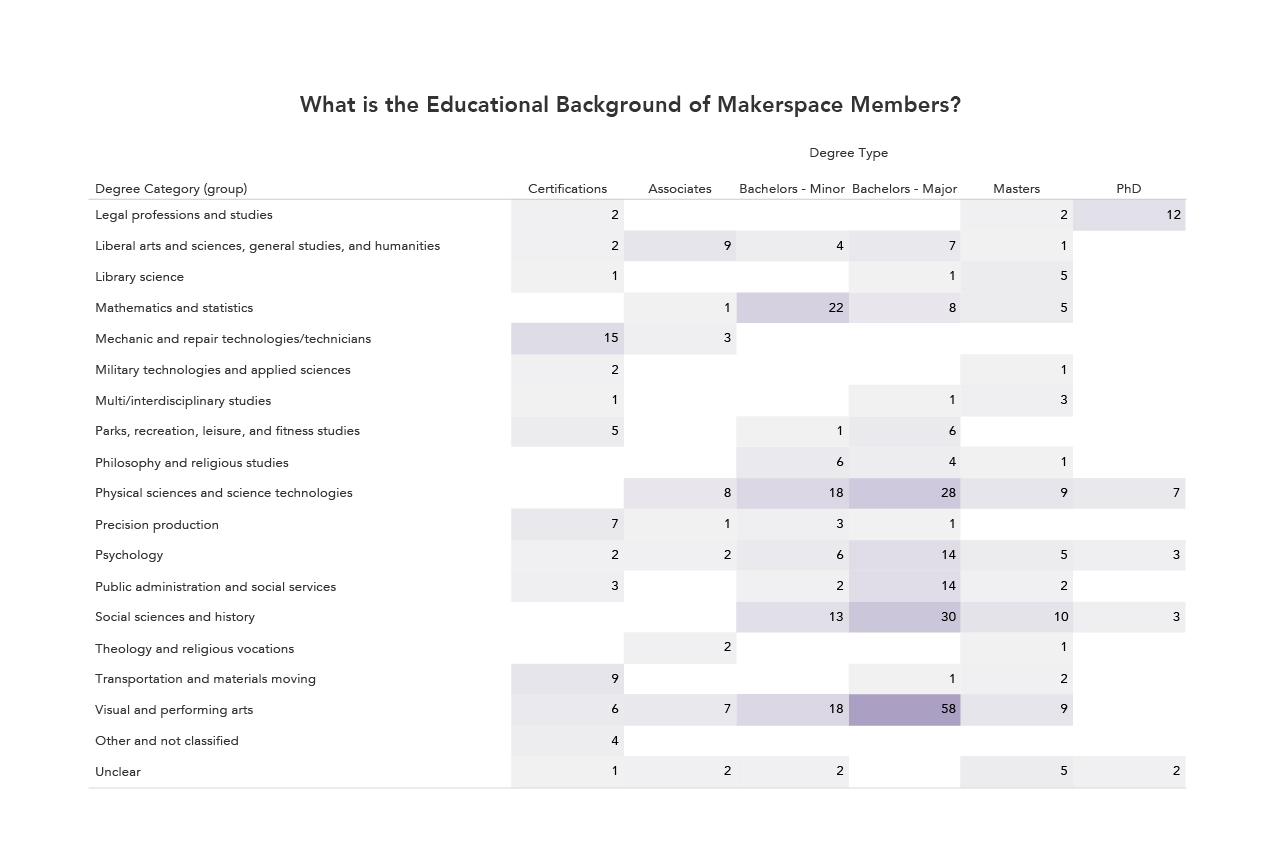 What is the Educational Background of Makerspace Members?
Degree Type
Degree Category (group) Certifications Associates Bachelors - Minor Bachelors - Major Masters PhD
Legal professions and studies 2 2 12
Liberal arts and sciences, general studies, and humanities 2 9 4 7 1
Library science 1 1 5
Mathematics and statistics 1 22 8 5
Mechanic and repair technologies/technicians 15 3
Military technologies and applied sciences 2 1
Multi/interdisciplinary studies 1 1 3
Parks, recreation, leisure, and fitness studies 5 1 6
Philosophy and religious studies 6 4 1
Physical sciences and science technologies 8 18 28 9 7
Precision production 7 1 3 1
Psychology 2 2 6 14 5 3
Public administration and social services 3 2 14 2
Social sciences and history 13 30 10 3
Theology and religious vocations 2 1
Transportation and materials moving 9 1 2
Visual and performing arts 6 7 18 58 9
Other and not classified 4
Unclear 1 2 2 5 2